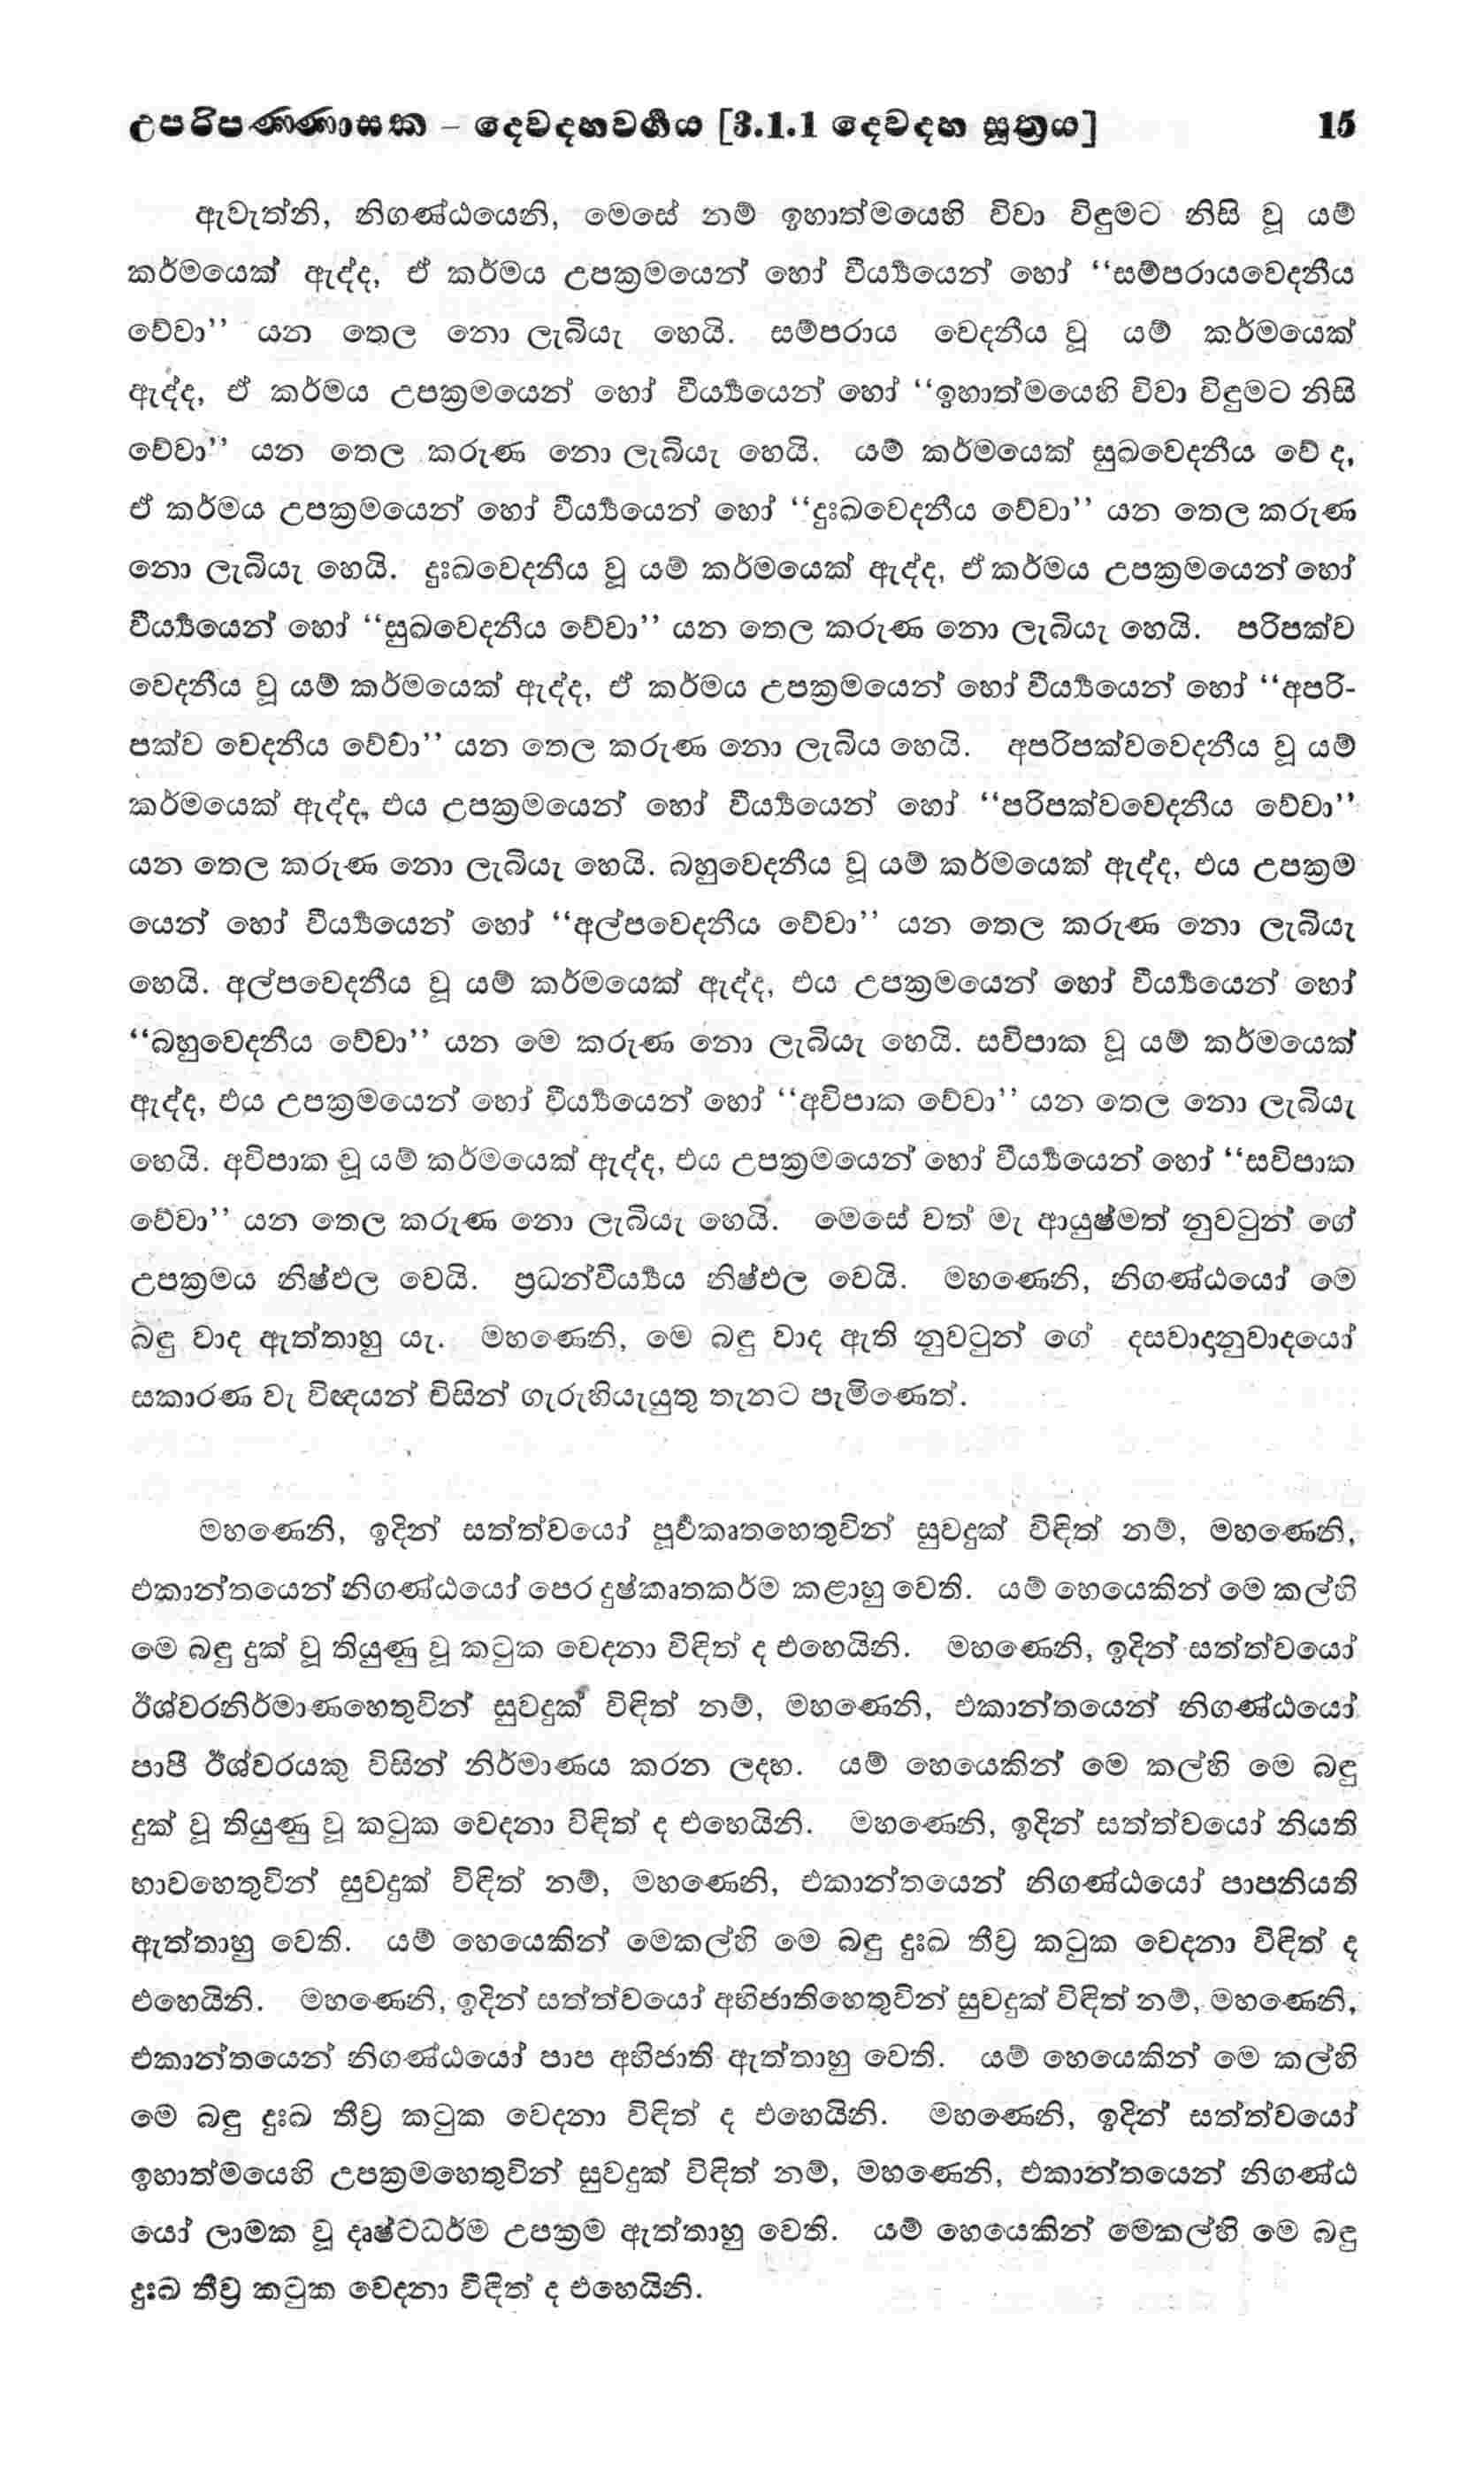 උපරිපණ්ණාසක – දෙවදහවර්ගය [3.1.1 දෙවදහ සූත්‍රය] 15
ඇවැත්නි, නිගණ්ඨයෙනි, මෙසේ නම් ඉහාත්මයෙහි විවා විඳුමට නිසි වූ යම්
කර්මයෙක් ඇද්ද, ඒ කර්මය උපක්‍රමයෙන් හෝ වීර්‍ය්‍යයෙන් හෝ “සම්පරායවෙදනීය
වේවා” යන තෙල නො ලැබියැ හෙයි. සම්පරාය වෙදනීය වූ යම් කර්මයෙක්
ඇද්ද, ඒ කර්මය උපක්‍රමයෙන් හෝ වීර්‍ය්‍යයෙන් හෝ “ඉහාත්මයෙහි විවා විඳුමට නිසි
වේවා” යන තෙල කරුණ නො ලැබියැ හෙයි. යම් කර්මයෙක් සුඛවෙදනීය වේ ද,
ඒ කර්මය උපක්‍රමයෙන් හෝ වීර්‍ය්‍යයෙන් හෝ “දුඃඛවෙදනීය වේවා” යන තෙල කරුණ
නො ලැබියැ හෙයි. දුඃඛවෙදනීය වූ යම් කර්මයෙක් ඇද්ද, ඒ කර්මය උපක්‍රමයෙන් හෝ
වීර්‍ය්‍යයෙන් හෝ “සුඛවෙදනීය වේවා” යන තෙල කරුණ නො ලැබියැ හෙයි. පරිපක්ව
වෙදනීය වූ යම් කර්මයෙක් ඇද්ද, ඒ කර්මය උපක්‍රමයෙන් හෝ වීර්‍ය්‍යයෙන් හෝ “අපරි-
පක්ව වෙදනීය වේවා” යන තෙල කරුණ නො ලැබිය හෙයි. අපරිපක්වවෙදනීය වූ යම්
කර්මයෙක් ඇද්ද, එය උපක්‍රමයෙන් හෝ වීර්‍ය්‍යයෙන් හෝ “පරිපක්වවෙදනීය වේවා”
යන තෙල කරුණ නො ලැබියැ හෙයි. බහුවෙදනීය වූ යම් කර්මයෙක් ඇද්ද, එය උපක්‍රම
යෙන් හෝ වීර්‍ය්‍යයෙන් හෝ “අල්පවෙදනීය වේවා” යන තෙල කරුණ නො ලැබියැ
හෙයි. අල්පවෙදනීය වූ යම් කර්මයෙක් ඇද්ද, එය උපක්‍රමයෙන් හෝ වීර්‍ය්‍යයෙන් හෝ
“බහුවෙදනීය වේවා” යන මෙ කරුණ නො ලැබියැ හෙයි. සවිපාක වූ යම් කර්මයෙක්
ඇද්ද, එය උපක්‍රමයෙන් හෝ වීර්‍ය්‍යයෙන් හෝ “අවිපාක වේවා” යන තෙල නො ලැබියැ
හෙයි. අවිපාක වූ යම් කර්මයෙක් ඇද්ද, එය උපක්‍රමයෙන් හෝ වීර්‍ය්‍යයෙන් හෝ “සවිපාක
වේවා” යන තෙල කරුණ නො ලැබියැ හෙයි. මෙසේ වත් මැ ආයුෂ්මත් නුවටුන් ගේ
උපක්‍රමය නිෂ්ඵල වෙයි. ප්‍රධන්වීර්‍ය්‍යය නිෂ්ඵල වෙයි. මහණෙනි, නිගණ්ඨයෝ මෙ
බඳු වාද ඇත්තාහු යැ. මහණෙනි, මෙ බඳු වාද ඇති නුවටුන් ගේ දසවාදනුවාදයෝ
සකාරණ වැ විඥයන් විසින් ගැරුහියැයුතු තැනට පැමිණෙත්.
මහණෙනි, ඉදින් සත්ත්වයෝ පූර්වකෘතහෙතුවින් සුවදුක් විඳිත් නම්, මහණෙනි,
එකාන්තයෙන් නිගණ්ඨයෝ පෙර දුෂ්කෘතකර්ම කළාහු වෙති. යම් හෙයෙකින් මෙ කල්හි
මෙ බඳු දුක් වූ තියුණු වූ කටුක වෙදනා විඳිත් ද එහෙයිනි. මහණෙනි, ඉදින් සත්ත්වයෝ
ඊශ්වරනිර්මාණහෙතුවින් සුවදුක් විඳිත් නම්, මහණෙනි, එකාන්තයෙන් නිගණ්ඨයෝ
පාපී ඊශ්වරයකු විසින් නිර්මාණය කරන ලදහ. යම් හෙයෙකින් මෙ කල්හි මෙ බඳු
දුක් වූ තියුණු වූ කටුක වෙදනා විඳිත් ද එහෙයිනි. මහණෙනි, ඉදින් සත්ත්වයෝ නියති
භාවහෙතුවින් සුවදුක් විඳිත් නම්, මහණෙනි, එකාන්තයෙන් නිගණ්ඨයෝ පාපනියති
ඇත්තාහු වෙති. යම් හෙයෙකින් මෙකල්හි මෙ බඳු දුඃඛ තීව්‍ර කටුක වෙදනා විඳිත් ද
එහෙයිනි. මහණෙනි, ඉදින් සත්ත්වයෝ අභිජාතිහෙතුවින් සුවදුක් විඳිත් නම්, මහණෙනි,
එකාන්තයෙන් නිගණ්ඨයෝ පාප අභිජාති ඇත්තාහු වෙති. යම් හෙයෙකින් මෙ කල්හි
මෙ බඳු දුඃඛ තීව්‍ර කටුක වෙදනා විඳිත් ද එහෙයිනි. මහණෙනි, ඉදින් සත්ත්වයෝ
ඉහාත්මයෙහි උපක්‍රමහෙතුවින් සුවදුක් විඳිත් නම්, මහණෙනි, එකාන්තයෙන් නිගණ්ඨ
යෝ ලාමක වූ දෘෂ්ටධර්ම උපක්‍රම ඇත්තාහු වෙති. යම් හෙයෙකින් මෙකල්හි මෙ බඳු
දුඃඛ තීව්‍ර කටුක වෙදනා විඳිත් ද එහෙයිනි.